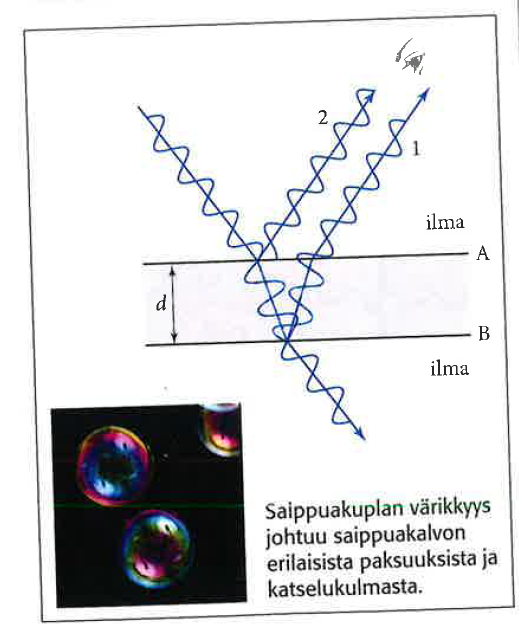 2
1
ilma
A
d
B
ilma
Saippuakuplan värikkyys
johtuu saippuakalvon
erilaisista paksuuksista ja
katselukulmasta.